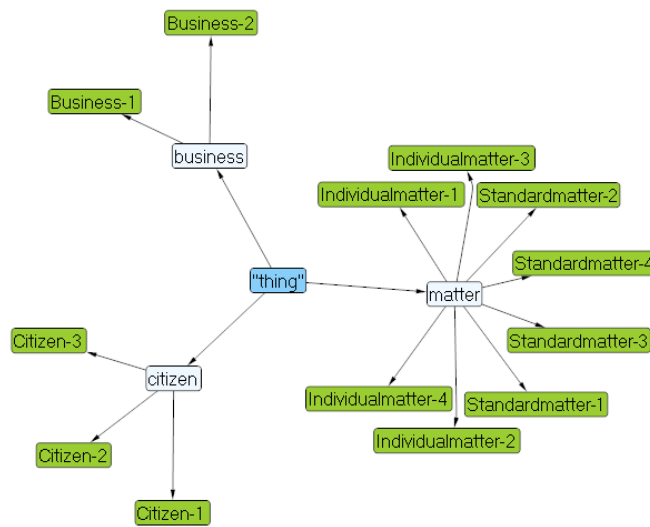 Business-2
Business-1
business
Individualmatter-3
Individualmatter-1
Standardmatter-2
Standardmatter-4
"thing"
matter
Standardmatter-3
Citizen-3
citizen
Individualmatter-4
Standardmatter-1
Individualmatter-2
Citizen-2
Citizen-1